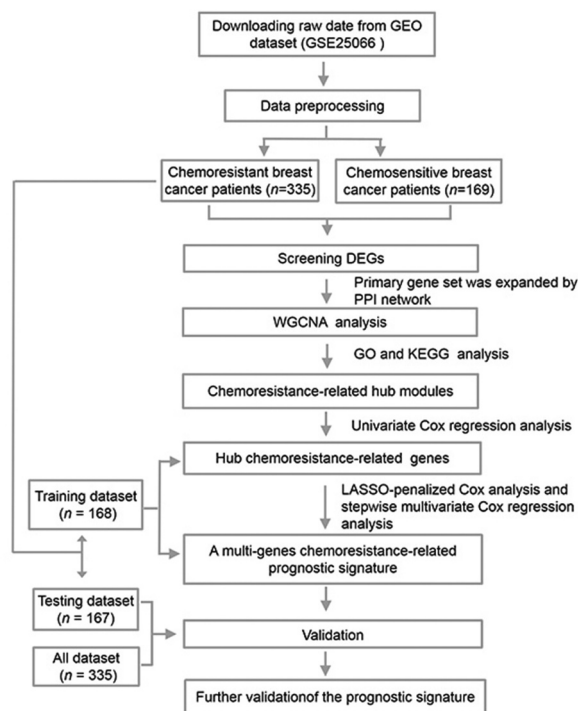 Downloading raw date from GEO
dataset (GSE25066 )
Data preprocessing
Chemoresistant breast
cancer patients (n=335)
Chemosensitive breast
cancer patients (n=169)
Screening DEGs
Primary gene set was expanded by
PPI network
WGCNA analysis
GO and KEGG analysis
Chemoresistance-related hub modules
Univariate Cox regression analysis
Hub chemoresistance-related genes
Training dataset
(n = 168)
LASSO-penalized Cox analysis and
stepwise multivariate Cox regression
analysis
A multi-genes chemoresistance-related
prognostic signature
Testing dataset
(n = 167)
Validation
All dataset
(n = 335)
Further validationof the prognostic signature